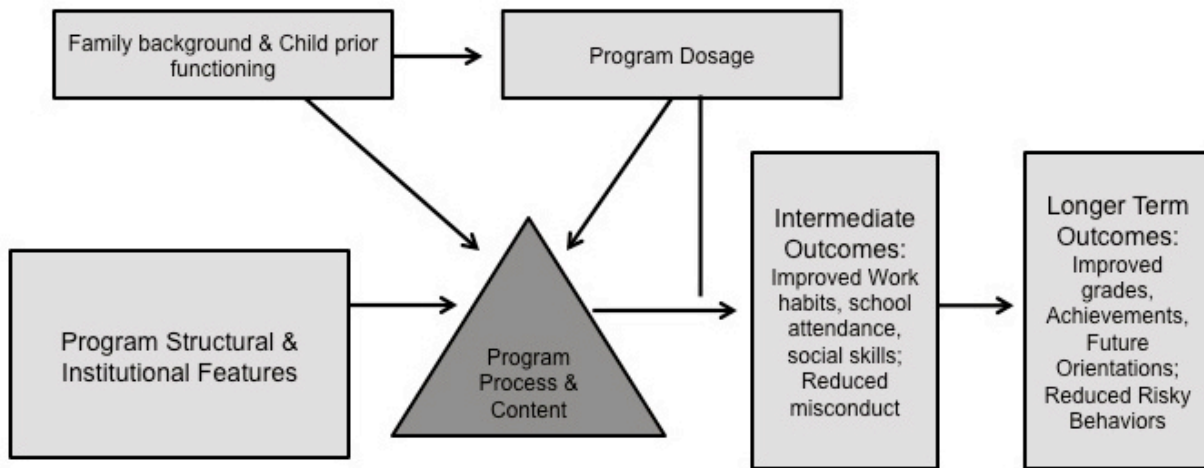 Family background & Child prior
functioning
Program Dosage
Program Structural &
Institutional Features
Program
Process &
Content
Intermediate
Outcomes:
Improved Work
habits, school
attendance,
social skills;
Reduced
misconduct
Longer Term
Outcomes:
Improved
grades,
Achievements,
Future
Orientations;
Reduced Risky
Behaviors